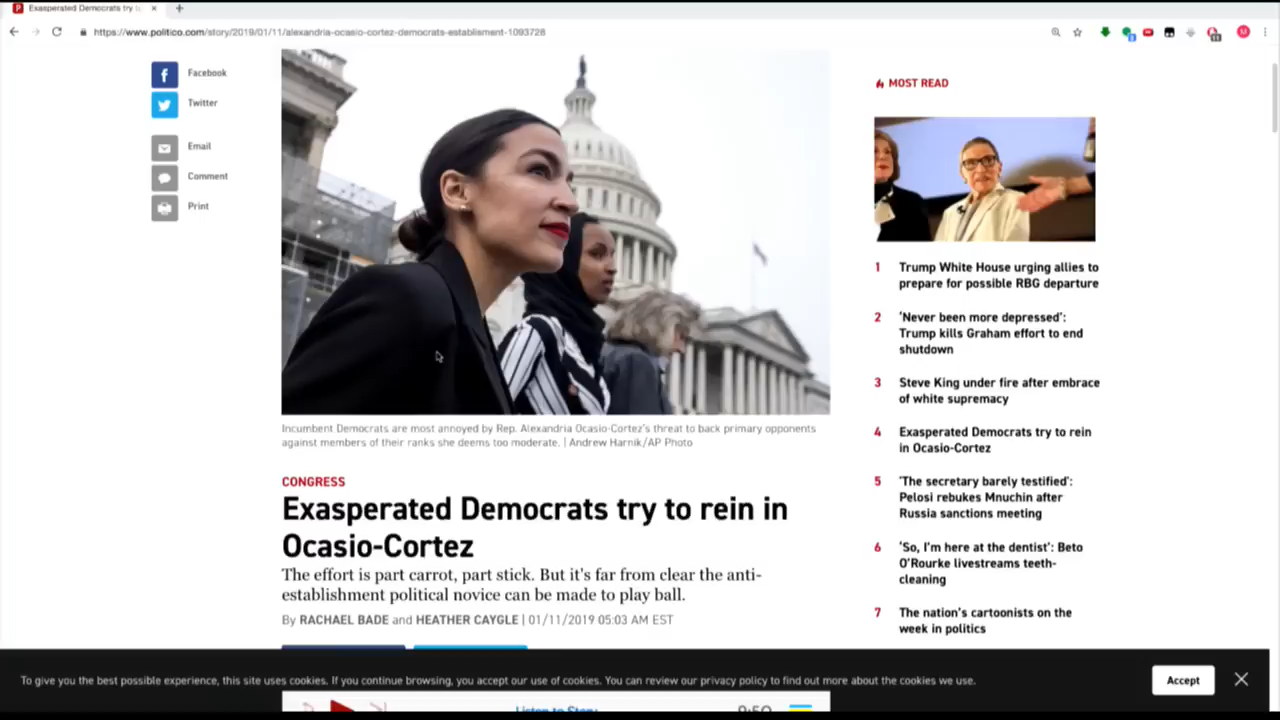 Exasperated Democrats try to
https://www.politico.com/story/2019/01/11/alexandria-ocasio-cortez-democrats-establisment-1093728
Facebook
Twitter
Email
Comment
Print
Incumbent Democrats are most annoyed by Rep. Alexandria Ocasio-Cortez's threat to back primary opponents
against members of their ranks she deems too moderate. | Andrew Harnik/AP Photo
CONGRESS
Exasperated Democrats try to rein in
Ocasio-Cortez
The effort is part carrot, part stick. But it's far from clear the anti-
establishment political novice can be made to play ball.
By RACHAEL BADE and HEATHER CAYGLE | 01/11/2019 05:03 AM EST
MOST READ
1 Trump White House urging allies to
prepare for possible RBG departure
2 'Never been more depressed':
Trump kills Graham effort to end
shutdown
3 Steve King under fire after embrace
of white supremacy
4 Exasperated Democrats try to rein
in Ocasio-Cortez
5 'The secretary barely testified':
Pelosi rebukes Mnuchin after
Russia sanctions meeting
6 'So, I'm here at the dentist': Beto
O'Rourke livestreams teeth-
cleaning
7 The nation's cartoonists on the
week in politics
To give you the best possible experience, this site uses cookies. If you continue browsing, you accept our use of cookies. You can review our privacy policy to find out more about the cookies we use.
Accept